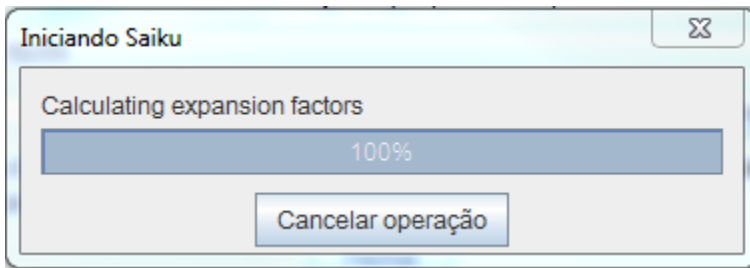 Iniciando Saiku
Calculating expansion factors
100%
Cancelar operação